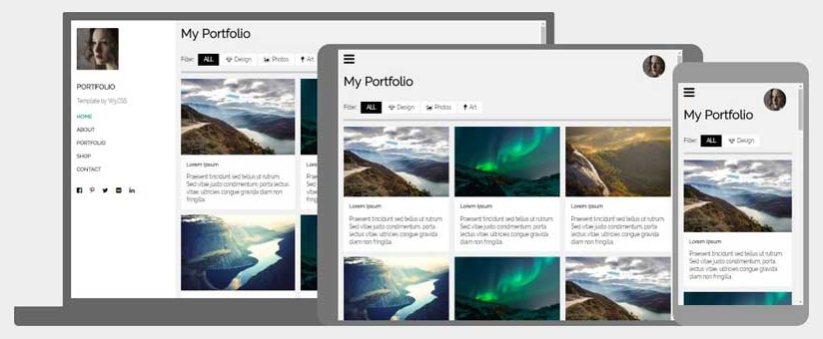 My Portfolio
Filter: ALL Design Photos Art
PORTFOLIO
Template by W3.CSS
HOME
ABOUT
PORTFOLIO
SHOP
CONTACT
Lorem Ipsum
Praesent tincidunt sed tellus ut rutrum.
Sed vitae justo condimentum, porta lectus
vitae, ultricies congue gravida diam non
fringilla.
My Portfolio
Filter: ALL Design Photos Art
Lorem Ipsum
Praesent tincidunt sed tellus ut rutrum.
Sed vitae justo condimentum, porta
lectus vitae, ultricies congue gravida
diam non fringilla.
Lorem Ipsum
Praesent tincidunt sed tellus ut rutrum.
Sed vitae justo condimentum, porta
lectus vitae, ultricies congue gravida
diam non fringilla.
Lorem Ipsum
Praesent tincidunt sed tellus ut rutrum.
Sed vitae justo condimentum, porta
lectus vitae, ultricies congue gravida
diam non fringilla.
My Portfolio
Filter: ALL Design
Lorem Ipsum
Praesent tincidunt sed tellus ut rutrum.
Sed vitae justo condimentum, porta
lectus vitae, ultricies congue gravida
diam non fringilla.